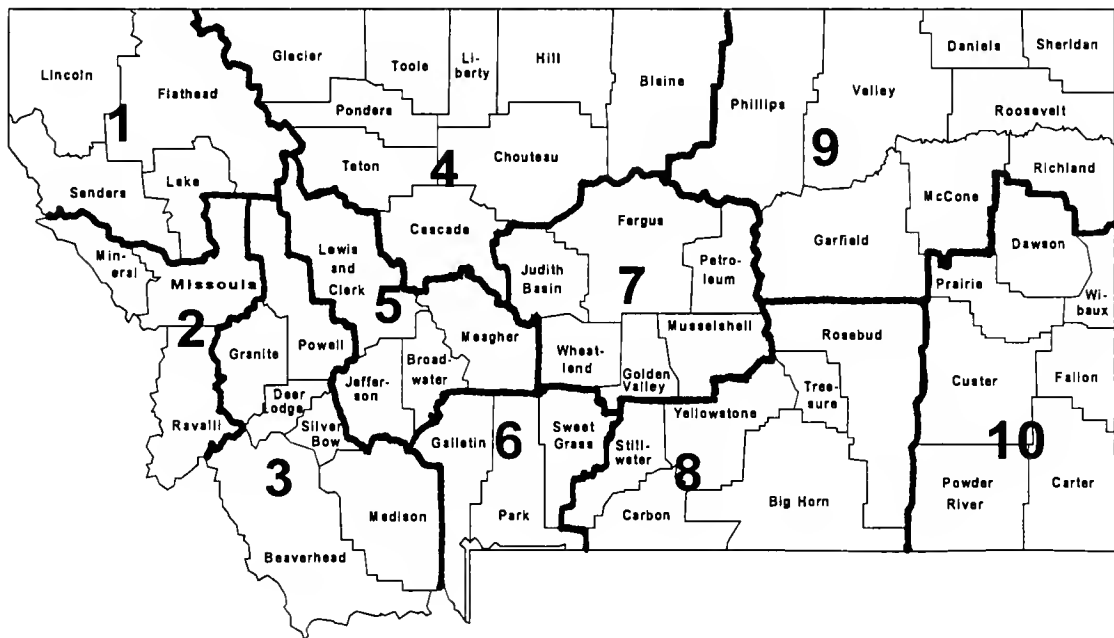 Lincoln
Flathead
Glacier
Toole
Li-
berty
Hill
Blaine
Phillips
Valley
Daniels
Sheridan
Roosevelt
Pondera
1
Teton
4
Chouteau
9
Richland
McCone
Sanders
Lake
Cascade
Fergus
Garfield
Dawson
Min-
eral
Lewis
and
Clerk
Judith
Basin
Petro-
leum
Prairie
Wi-
baux
Missoula
5
7
2
Granite
Powell
Meagher
Musselshell
Rosebud
Broad-
water
Wheat-
land
Golden
Valley
Jeffer-
son
Deer
Lodge
Silver
Bow
Ravalli
Yellowstone
Tree-
sure
Custer
Fallon
Galletin
6
Sweet
Grass
Still-
water
8
10
3
Madison
Park
Carbon
Big Horn
Powder
River
Carter
Beaverhead